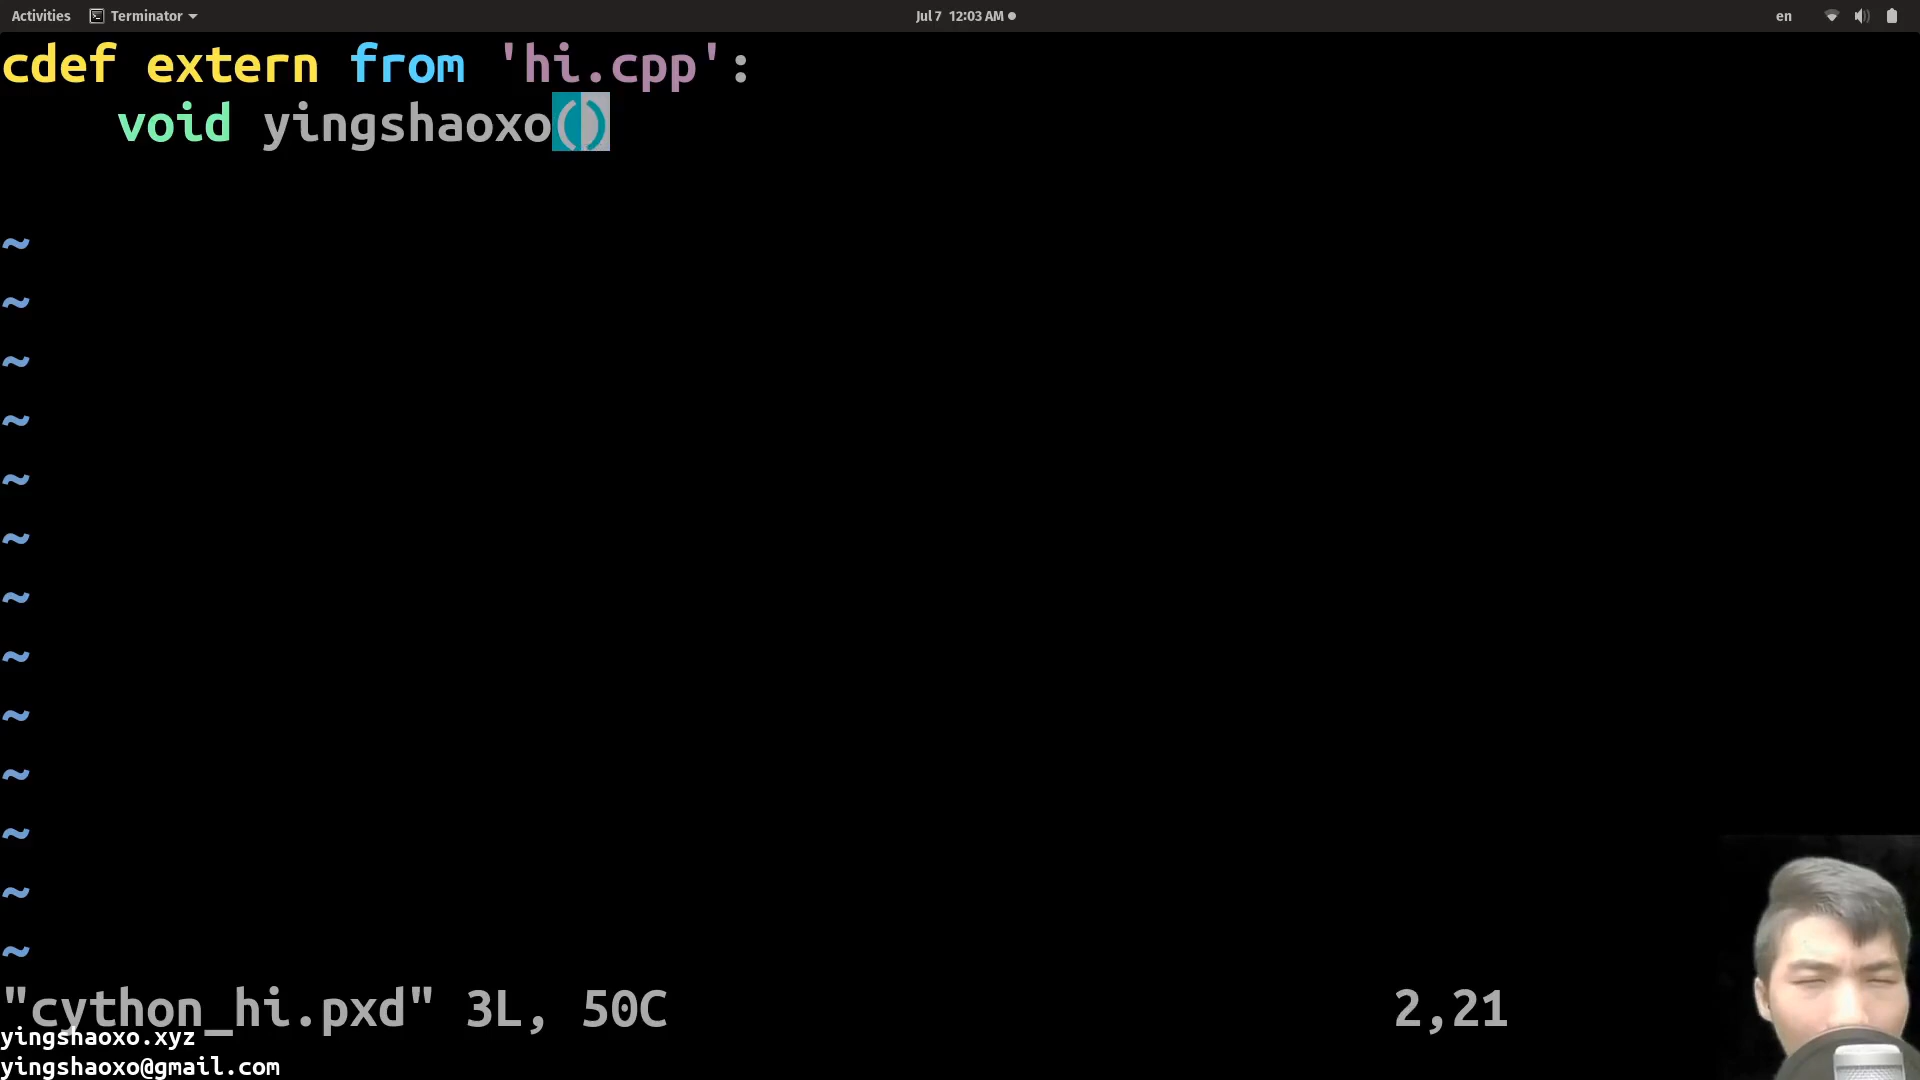 Activities Terminator Jul 7 12:03 AM en
cdef extern from 'hi.cpp':
void yingshaoxo()
~
~
~
~
~
~
~
~
~
~
~
~
~
"cython_hi.pxd" 3L, 50C 2,21
yingshaoxo.xyz
yingshaoxo@gmail.com